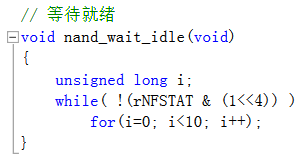 // 等待就绪
void nand_wait_idle(void)
{
    unsigned long i;
    while( !(rNFSTAT & (1<<4)) )
        for(i=0; i<10; i++);
}